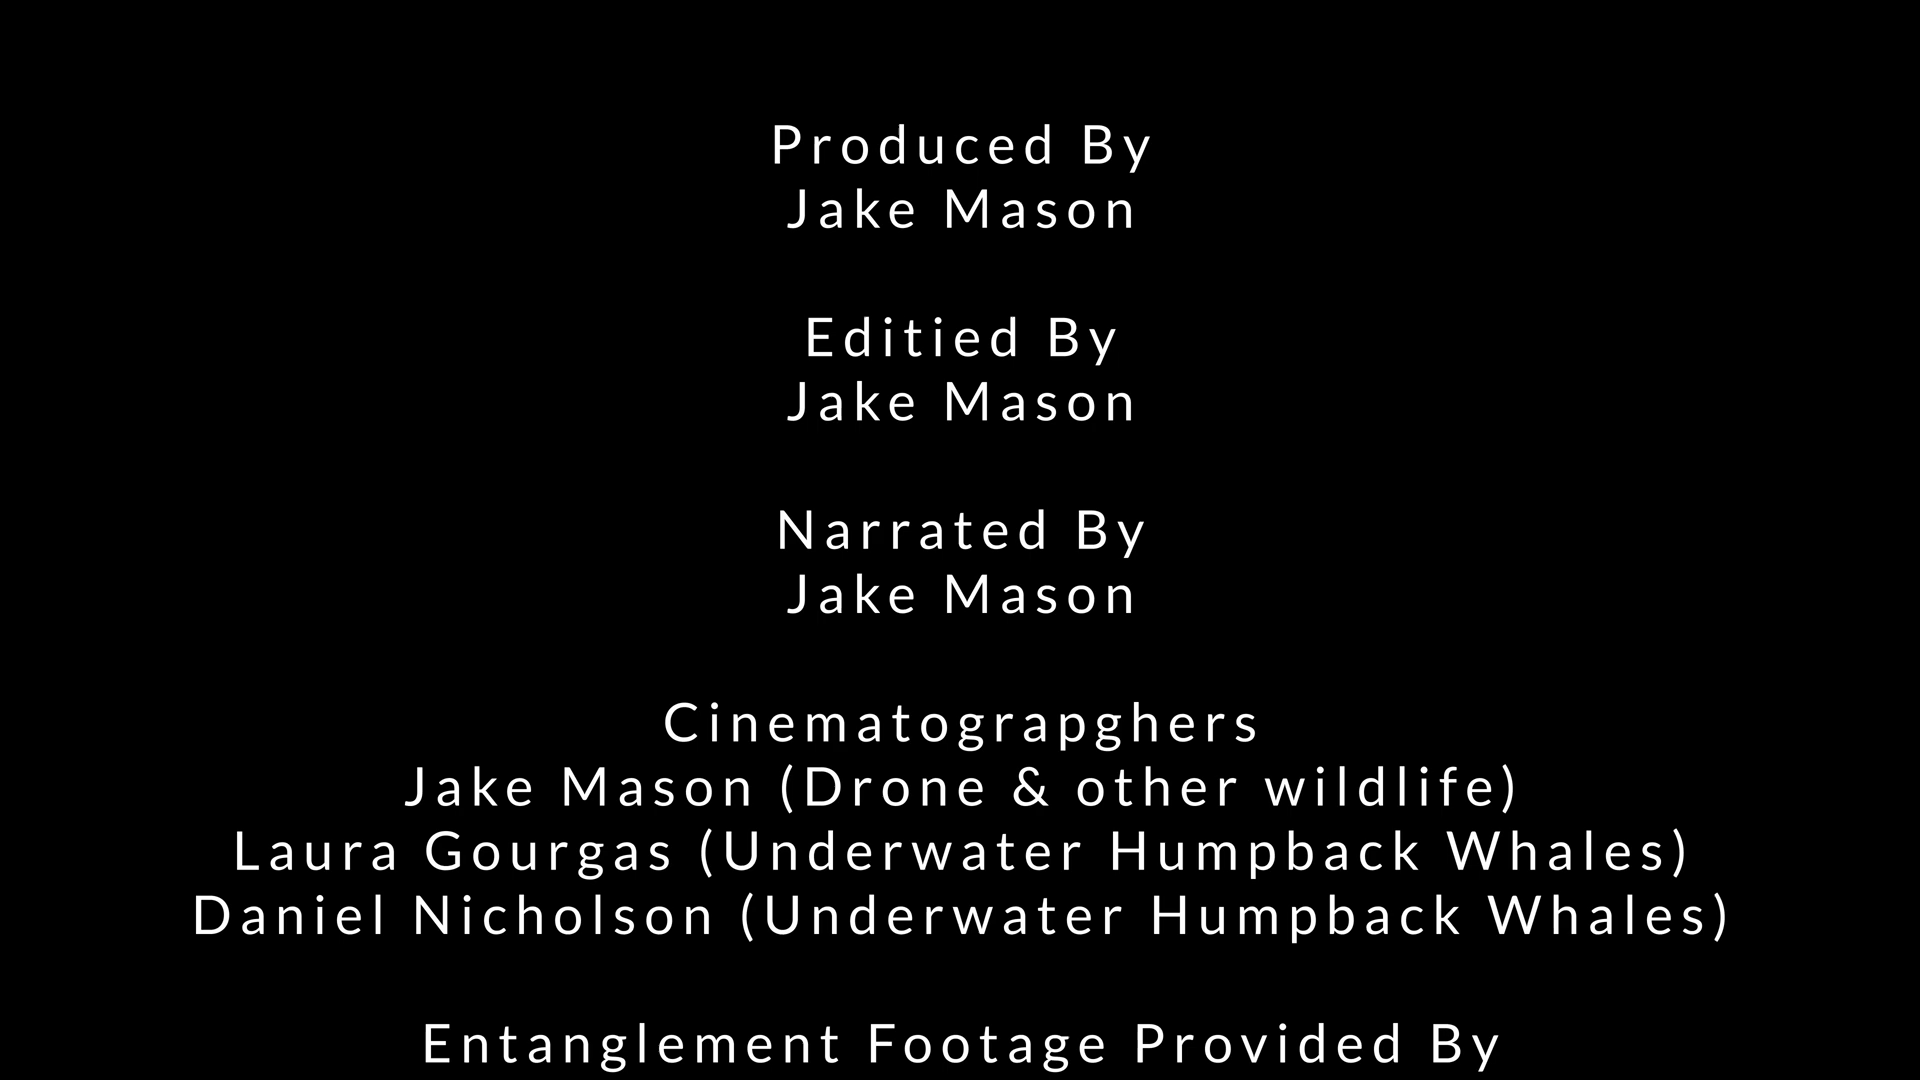 Produced By
Jake Mason
Editied By
Jake Mason
Narrated By
Jake Mason
Cinematograpghers
Jake Mason (Drone & other wildlife)
Laura Gourgas (Underwater Humpback Whales)
Daniel Nicholson (Underwater Humpback Whales)
Entanglement Footage Provided By